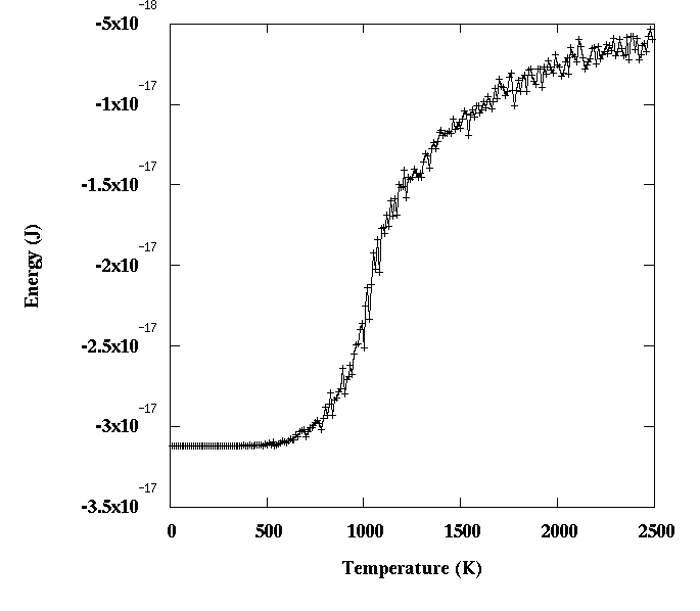 -5x10^-18
-1x10^-17
-1.5x10^-17
-2x10^-17
-2.5x10^-17
-3x10^-17
-3.5x10^-17
Energy (J)
0 500 1000 1500 2000 2500
Temperature (K)